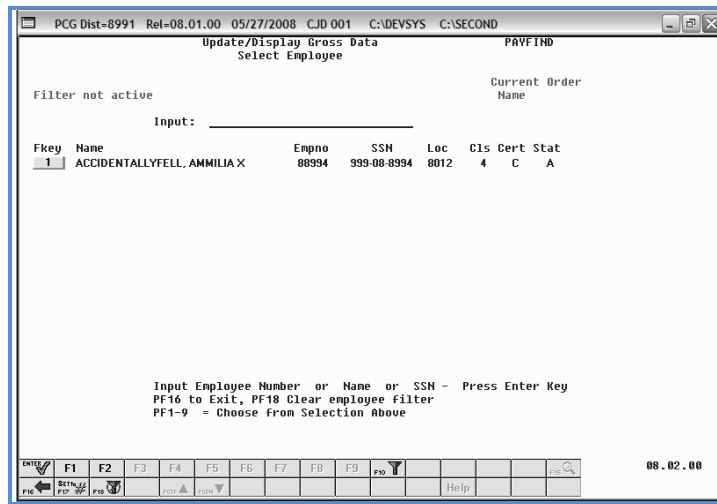 PCG Dist=8991 Rel=08.01.00 05/27/2008 CJD 001 C:\DEVSYS C:\SECOND
Update/Display Gross Data PAYFIND
Select Employee
Current Order
Filter not active Name
Input:
Fkey Name Empno SSN Loc Cls Cert Stat
1 ACCIDENTALLYFELL, AMMILIA X 88994 999-08-8994 8012 4 C A
Input Employee Number or Name or SSN - Press Enter Key
PF16 to Exit, PF18 Clear employee filter
PF1-9 = Choose from Selection Above
ENTER F1 F2 F3 F4 F5 F6 F7 F8 F9 F10 F15 08.02.00
F16 F17 F18 Help